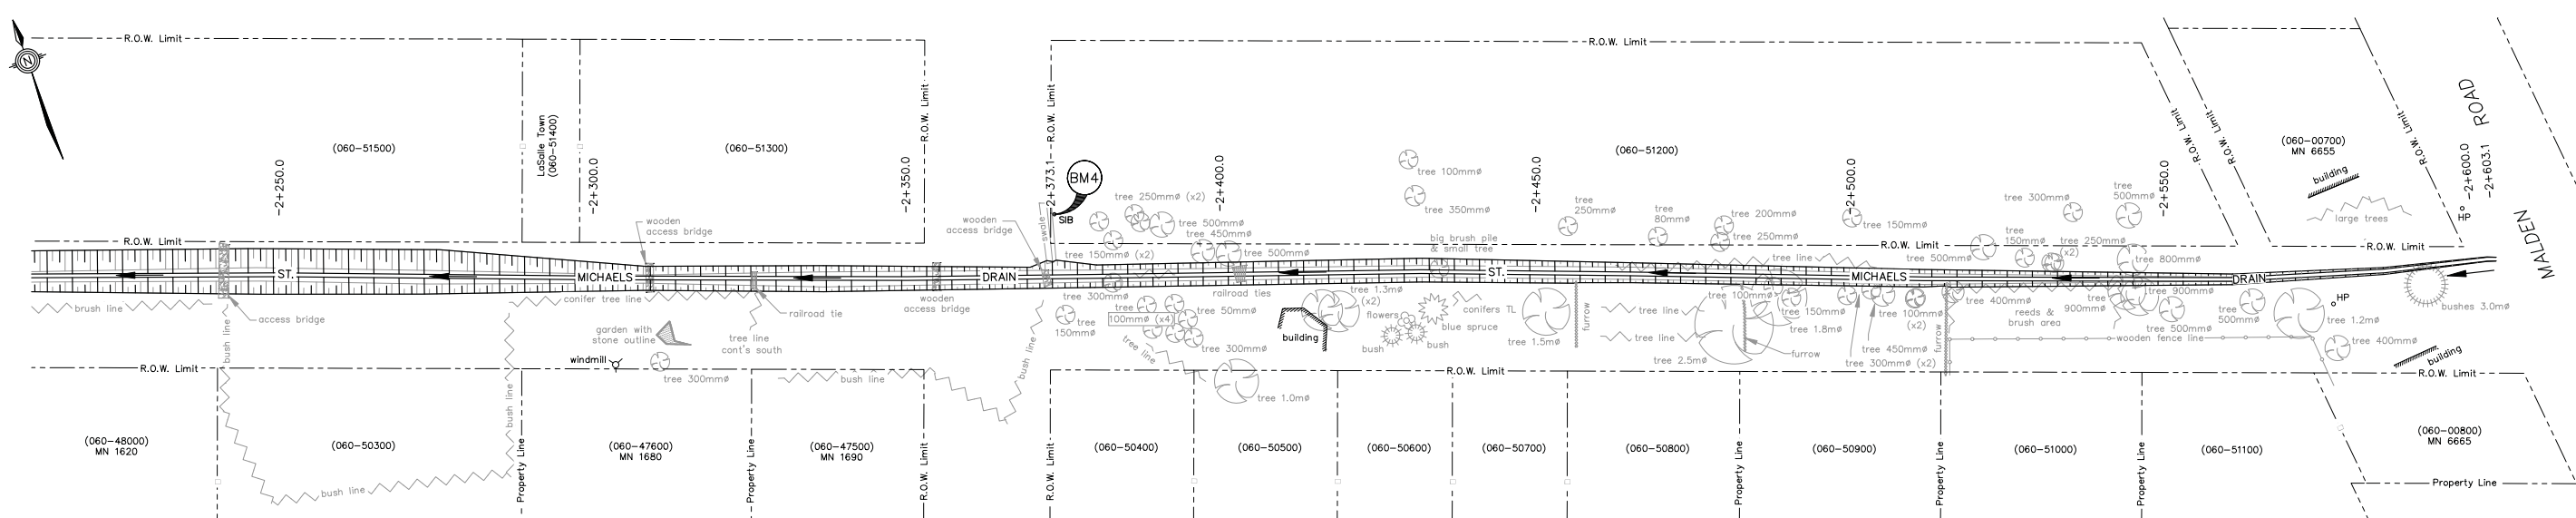 N
R.O.W. Limit
R.O.W. Limit
LaSalle Town
(060-51400)
(060-51500)
(060-51300)
(060-51200)
(060-00700)
MN 6655
building
large trees
HP
MALDEN ROAD
2+250.0
2+300.0
2+350.0
2+373.1
2+400.0
2+450.0
2+500.0
2+550.0
2+600.0
2+603.1
R.O.W. Limit
R.O.W. Limit
R.O.W. Limit
R.O.W. Limit
R.O.W. Limit
BM4
SIB
swale
wooden
access bridge
wooden
access bridge
tree 250mmø (x2)
tree 500mmø
tree 450mmø
tree 150mmø (x2)
tree 500mmø
tree 100mmø
tree 350mmø
big brush pile
& small tree
tree
250mmø
tree
80mmø
tree 200mmø
tree 250mmø
tree 150mmø
tree 300mmø
tree
500mmø
tree
150mmø
tree 250mmø
(x2)
tree 500mmø
tree 800mmø
tree line
R.O.W. Limit
R.O.W. Limit
R.O.W. Limit
ST.
MICHAELS
DRAIN
ST.
MICHAELS
DRAIN
brush line
access bridge
bush line
conifer tree line
garden with
stone outline
windmill
tree 300mmø
tree line
cont's south
railroad tie
wooden
access bridge
bush line
bush line
bush line
bush line
tree 300mmø
tree
150mmø
tree
100mmø (x4)
tree 50mmø
tree 300mmø
tree line
tree 1.0mø
railroad ties
building
tree 1.3mø
(x2)
flowers
bush
bush
blue spruce
conifers TL
tree 1.5mø
furrow
tree line
tree line
tree 100mmø
tree 2.5mø
tree 150mmø
tree 1.8mø
furrow
tree 100mmø
(x2)
tree 450mmø
tree 300mmø (x2)
furrow
tree 400mmø
reeds &
brush area
tree
900mmø
tree 900mmø
tree 500mmø
tree
500mmø
wooden fence line
HP
tree 1.2mø
tree 400mmø
bushes 3.0mø
building
R.O.W. Limit
R.O.W. Limit
R.O.W. Limit
(060-48000)
MN 1620
(060-50300)
Property Line
(060-47600)
MN 1680
Property Line
(060-47500)
MN 1690
R.O.W. Limit
R.O.W. Limit
(060-50400)
(060-50500)
(060-50600)
(060-50700)
(060-50800)
Property Line
(060-50900)
Property Line
(060-51000)
Property Line
(060-51100)
(060-00800)
MN 6665
Property Line